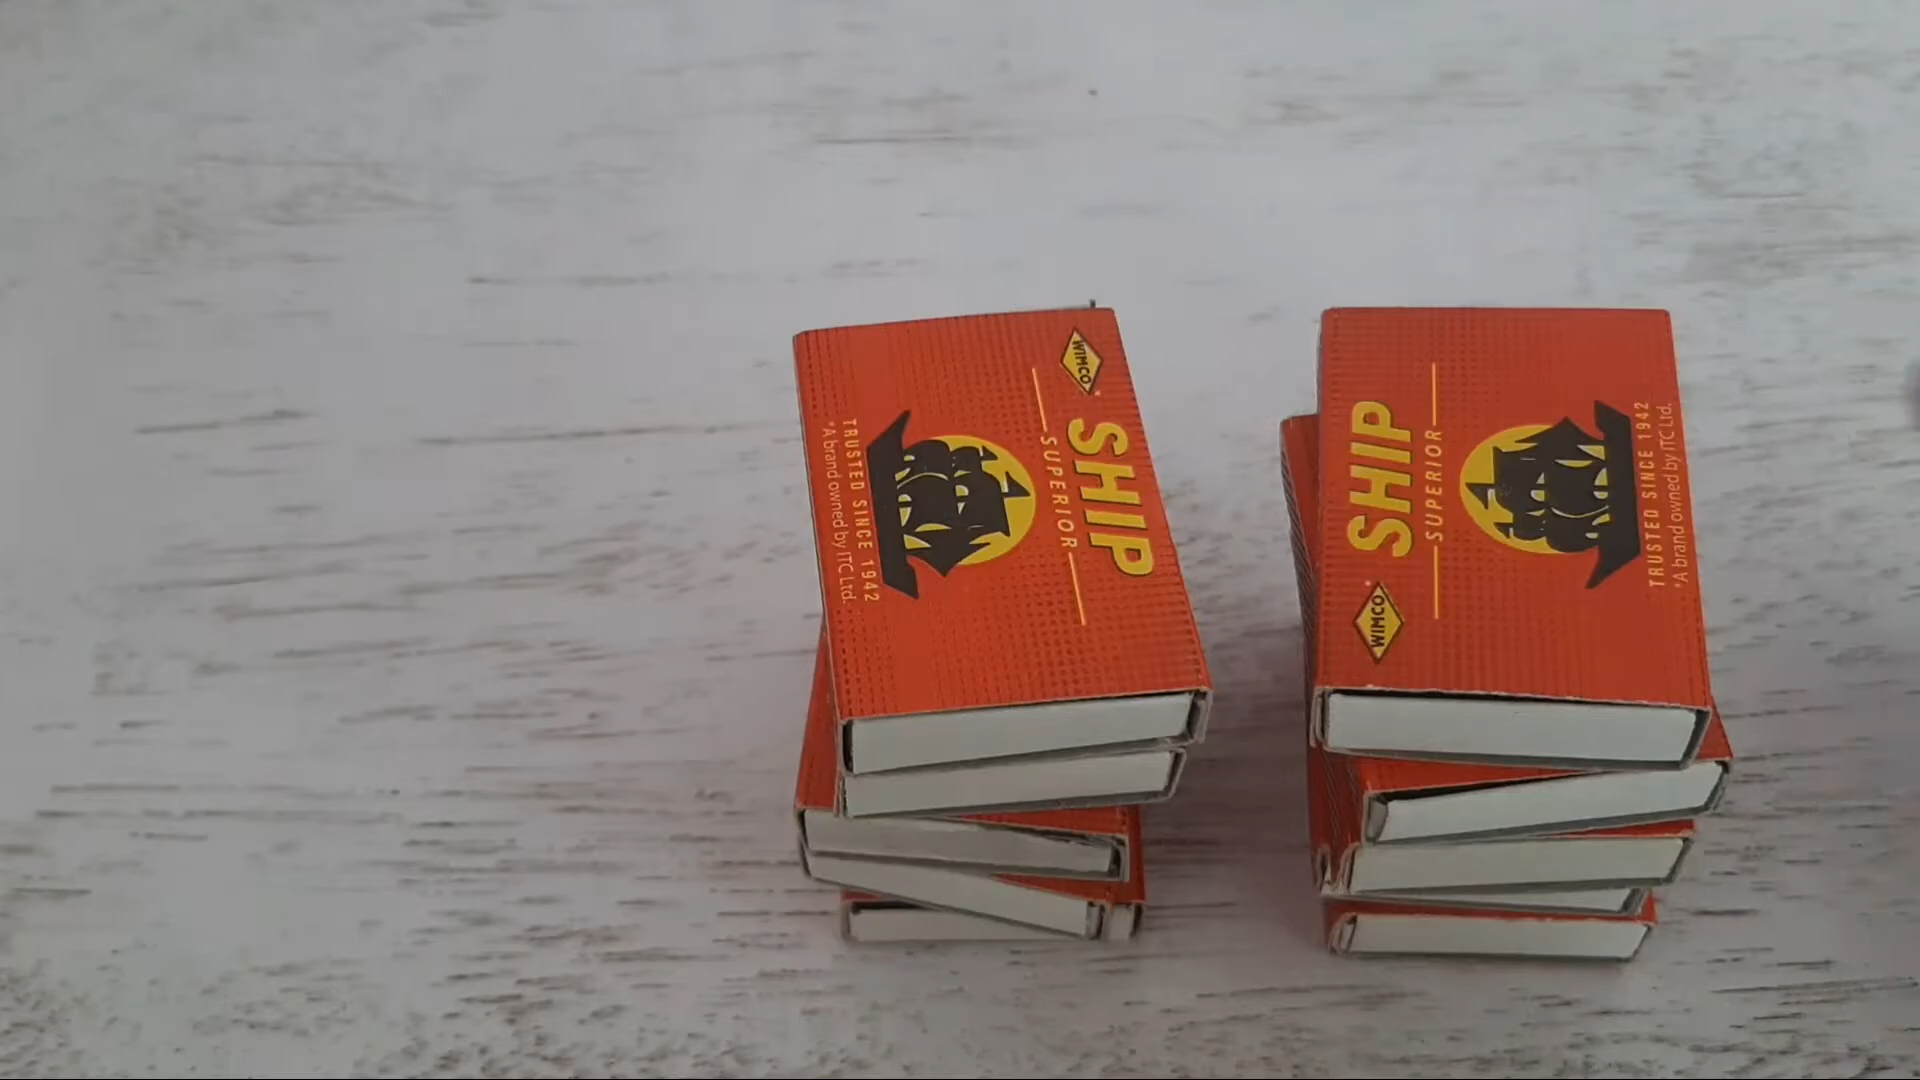 WIMCO
SHIP
SUPERIOR
TRUSTED SINCE 1942
*A brand owned by ITC Ltd.
SHIP
SUPERIOR
WIMCO
TRUSTED SINCE 1942
*A brand owned by ITC Ltd.